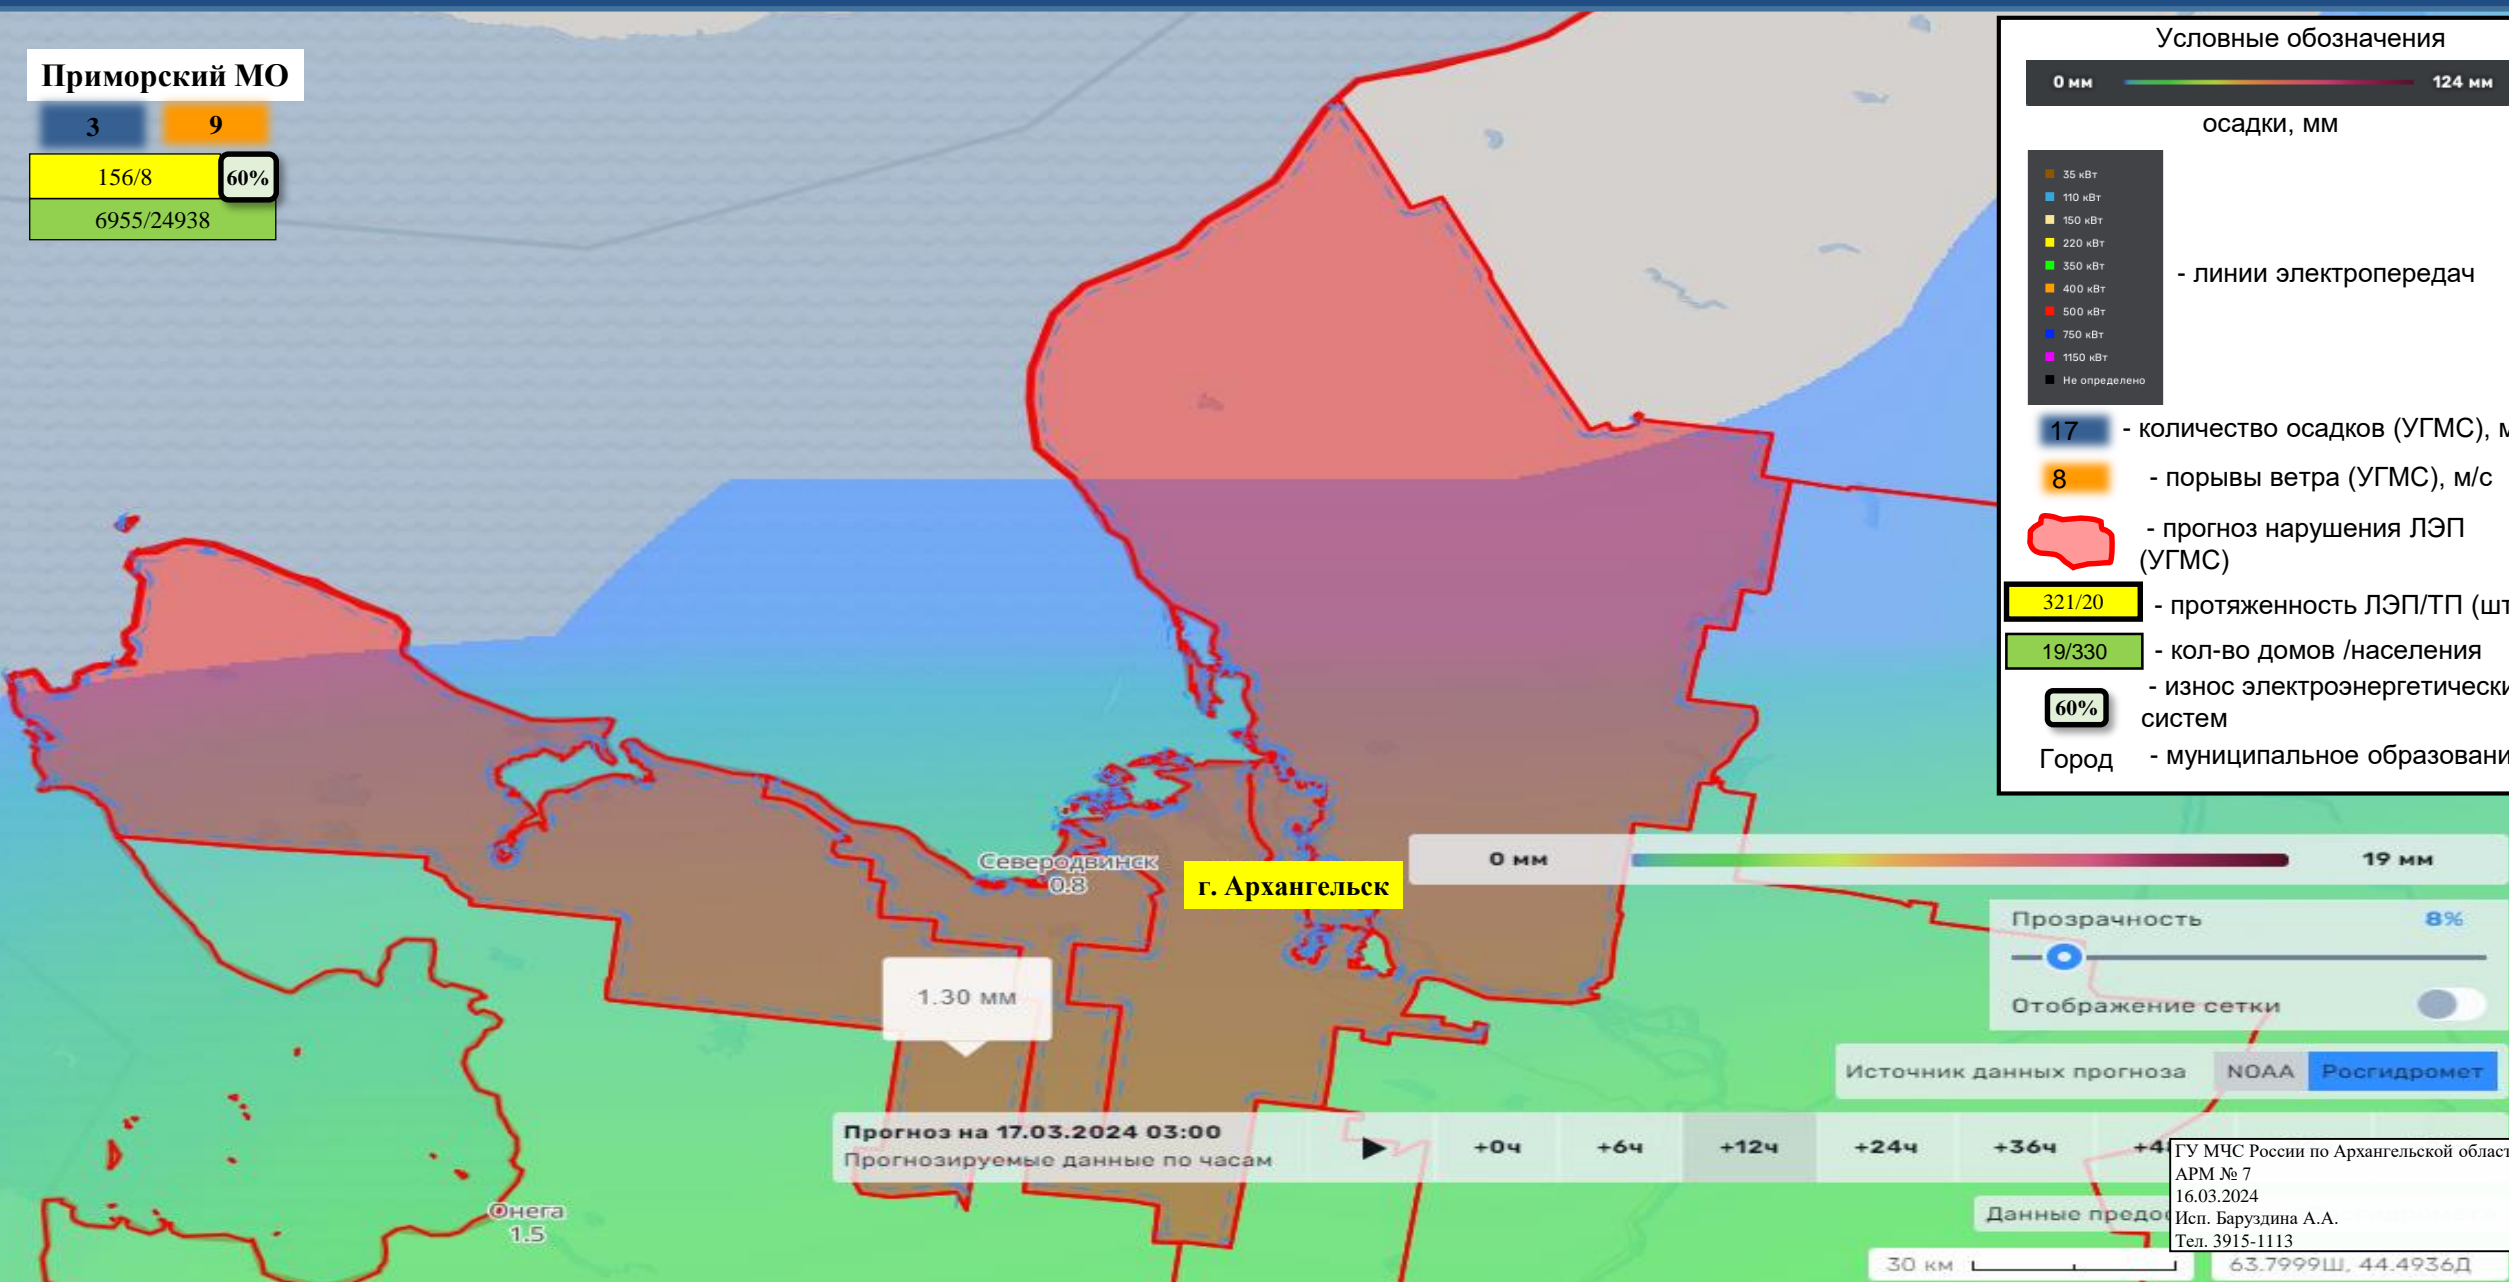 Приморский МО
3 9
156/8 60%
6955/24938
Условные обозначения
0 мм 124 мм
осадки, мм
35 кВт
110 кВт
150 кВт
220 кВт
350 кВт
400 кВт
500 кВт
750 кВт
1150 кВт
Не определено
- линии электропередач
17 - количество осадков (УГМС), м
8 - порывы ветра (УГМС), м/с
- прогноз нарушения ЛЭП
(УГМС)
321/20 - протяженность ЛЭП/ТП (шт
19/330 - кол-во домов /населения
- износ электроэнергетически
60% систем
Город - муниципальное образовани
Северодвинск
0.8
г. Архангельск
0 мм 19 мм
Прозрачность 8%
Отображение сетки
1.30 мм
Источник данных прогноза NOAA Росгидромет
Прогноз на 17.03.2024 03:00
Прогнозируемые данные по часам
+0ч +6ч +12ч +24ч +36ч
ГУ МЧС России по Архангельской област
АРМ № 7
16.03.2024
Исп. Баруздина А.А.
Тел. 3915-1113
Онега
1.5
Данные
30 км 63.7999Ш, 44.4936Д